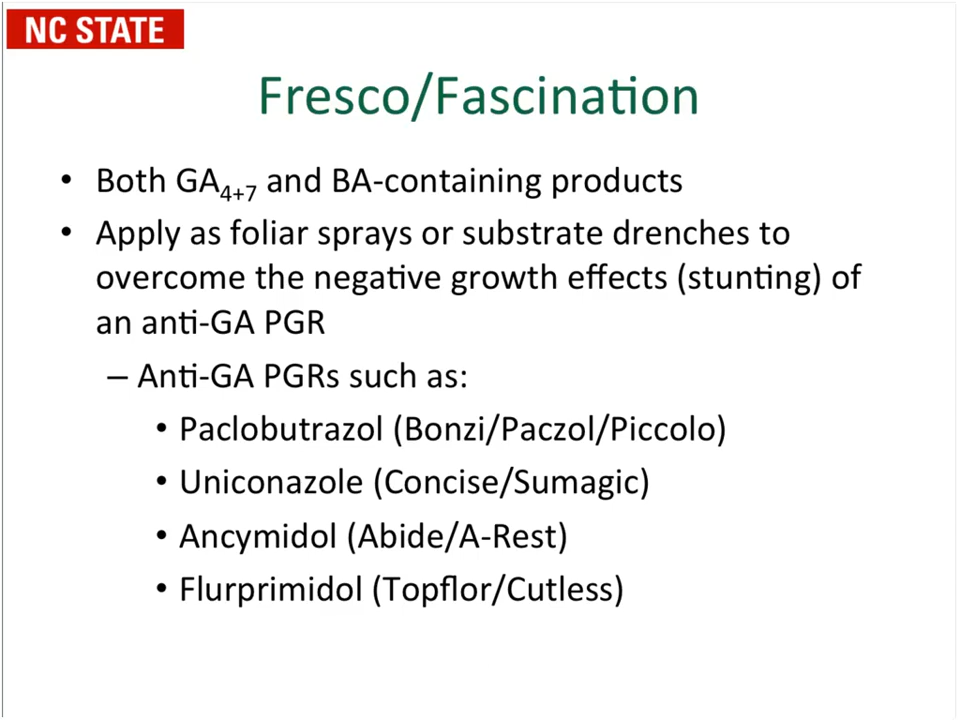 NC STATE
Fresco/Fascination
• Both GA4+7 and BA-containing products
• Apply as foliar sprays or substrate drenches to
overcome the negative growth effects (stunting) of
an anti-GA PGR
– Anti-GA PGRs such as:
• Paclobutrazol (Bonzi/Paczol/Piccolo)
• Uniconazole (Concise/Sumagic)
• Ancymidol (Abide/A-Rest)
• Flurprimidol (Topflor/Cutless)